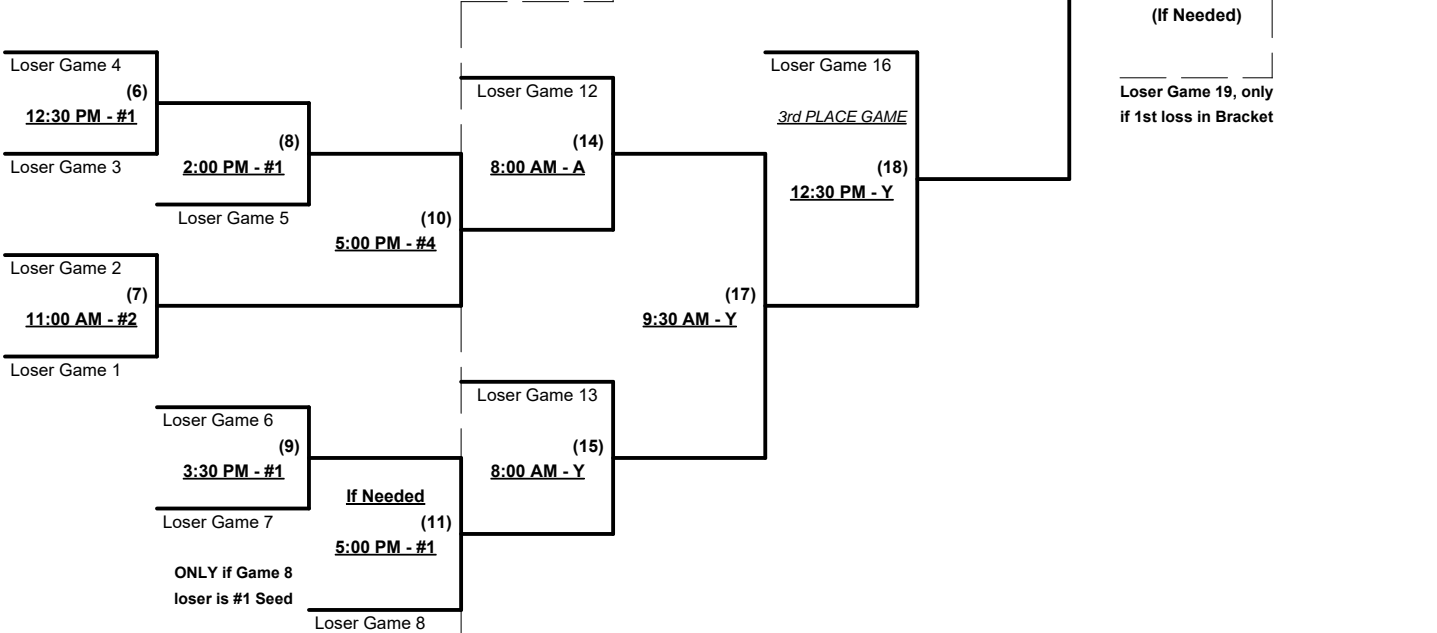 (If Needed)
Loser Game 4
Loser Game 16
(6)
Loser Game 12
Loser Game 19, only
12:30 PM - #1
3rd PLACE GAME
if 1st loss in Bracket
(8)
(14)
Loser Game 3
2:00 PM - #1
8:00 AM - A
(18)
12:30 PM - Y
Loser Game 5
(10)
5:00 PM - #4
Loser Game 2
(7)
(17)
11:00 AM - #2
9:30 AM - Y
Loser Game 1
Loser Game 13
Loser Game 6
(9)
(15)
3:30 PM - #1
8:00 AM - Y
If Needed
Loser Game 7
(11)
5:00 PM - #1
ONLY if Game 8
loser is #1 Seed
Loser Game 8